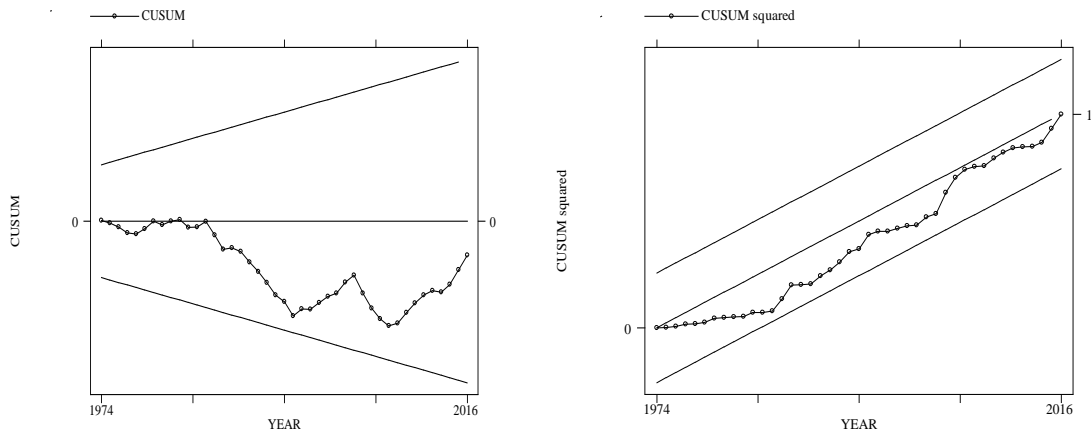 CUSUM
CUSUM
0
0
1974
2016
YEAR
CUSUM squared
CUSUM squared
1
0
1974
2016
YEAR